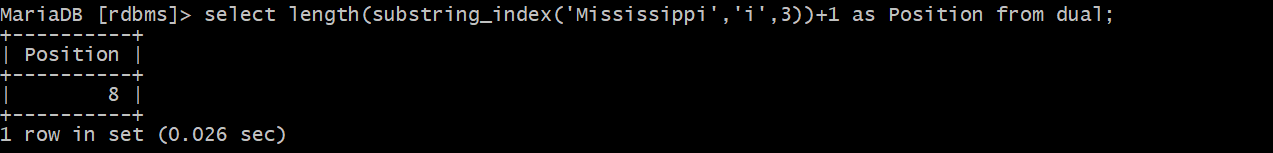 MariaDB [rdbms]> select length(substring_index('Mississippi','i',3))+1 as Position from dual;
+----------+
| Position |
+----------+
|        8 |
+----------+
1 row in set (0.026 sec)